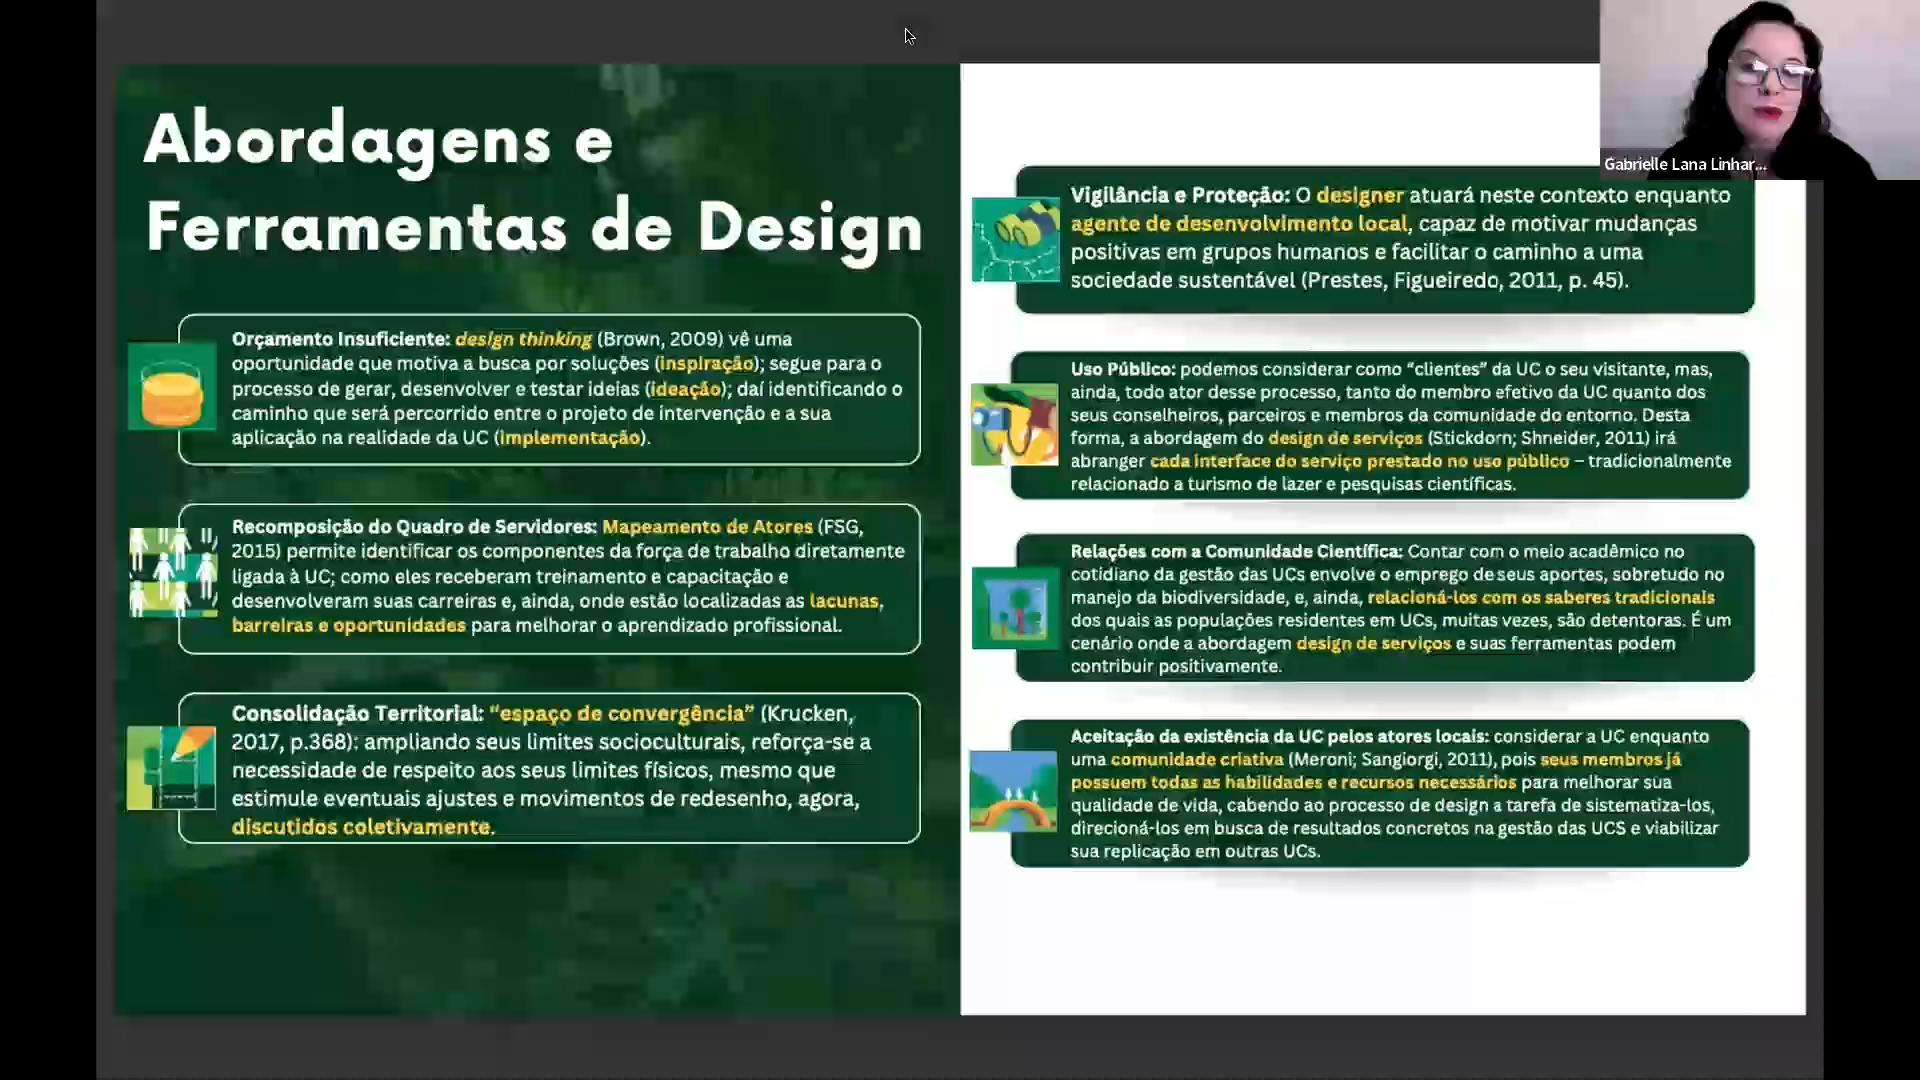 Abordagens e
Ferramentas de Design
Orçamento Insuficiente: design thinking (Brown, 2009) vê uma
oportunidade que motiva a busca por soluções (inspiração); segue para o
processo de gerar, desenvolver e testar ideias (ideação); daí identificando o
caminho que será percorrido entre o projeto de intervenção e a sua
aplicação na realidade da UC (implementação).
Recomposição do Quadro de Servidores: Mapeamento de Atores (FSG,
2015) permite identificar os componentes da força de trabalho diretamente
ligada à UC; como eles receberam treinamento e capacitação e
desenvolveram suas carreiras e, ainda, onde estão localizadas as lacunas,
barreiras e oportunidades para melhorar o aprendizado profissional.
Consolidação Territorial: “espaço de convergência” (Krucken,
2017, p.368): ampliando seus limites socioculturais, reforça-se a
necessidade de respeito aos seus limites físicos, mesmo que
estimule eventuais ajustes e movimentos de redesenho, agora,
discutidos coletivamente.
Gabrielle Lana Linhar...
Vigilância e Proteção: O designer atuará neste contexto enquanto
agente de desenvolvimento local, capaz de motivar mudanças
positivas em grupos humanos e facilitar o caminho a uma
sociedade sustentável (Prestes, Figueiredo, 2011, p. 45).
Uso Público: podemos considerar como “clientes” da UC o seu visitante, mas,
ainda, todo ator desse processo, tanto do membro efetivo da UC quanto dos
seus conselheiros, parceiros e membros da comunidade do entorno. Desta
forma, a abordagem do design de serviços (Stickdorn; Shneider, 2011) irá
abranger cada interface do serviço prestado no uso público – tradicionalmente
relacionado a turismo de lazer e pesquisas científicas.
Relações com a Comunidade Científica: Contar com o meio acadêmico no
cotidiano da gestão das UCs envolve o emprego de seus aportes, sobretudo no
manejo da biodiversidade, e, ainda, relacioná-los com os saberes tradicionais
dos quais as populações residentes em UCs, muitas vezes, são detentoras. É um
cenário onde a abordagem design de serviços e suas ferramentas podem
contribuir positivamente.
Aceitação da existência da UC pelos atores locais: considerar a UC enquanto
uma comunidade criativa (Meroni; Sangiorgi, 2011), pois seus membros já
possuem todas as habilidades e recursos necessários para melhorar sua
qualidade de vida, cabendo ao processo de design a tarefa de sistematiza-los,
direcioná-los em busca de resultados concretos na gestão das UCS e viabilizar
sua replicação em outras UCs.